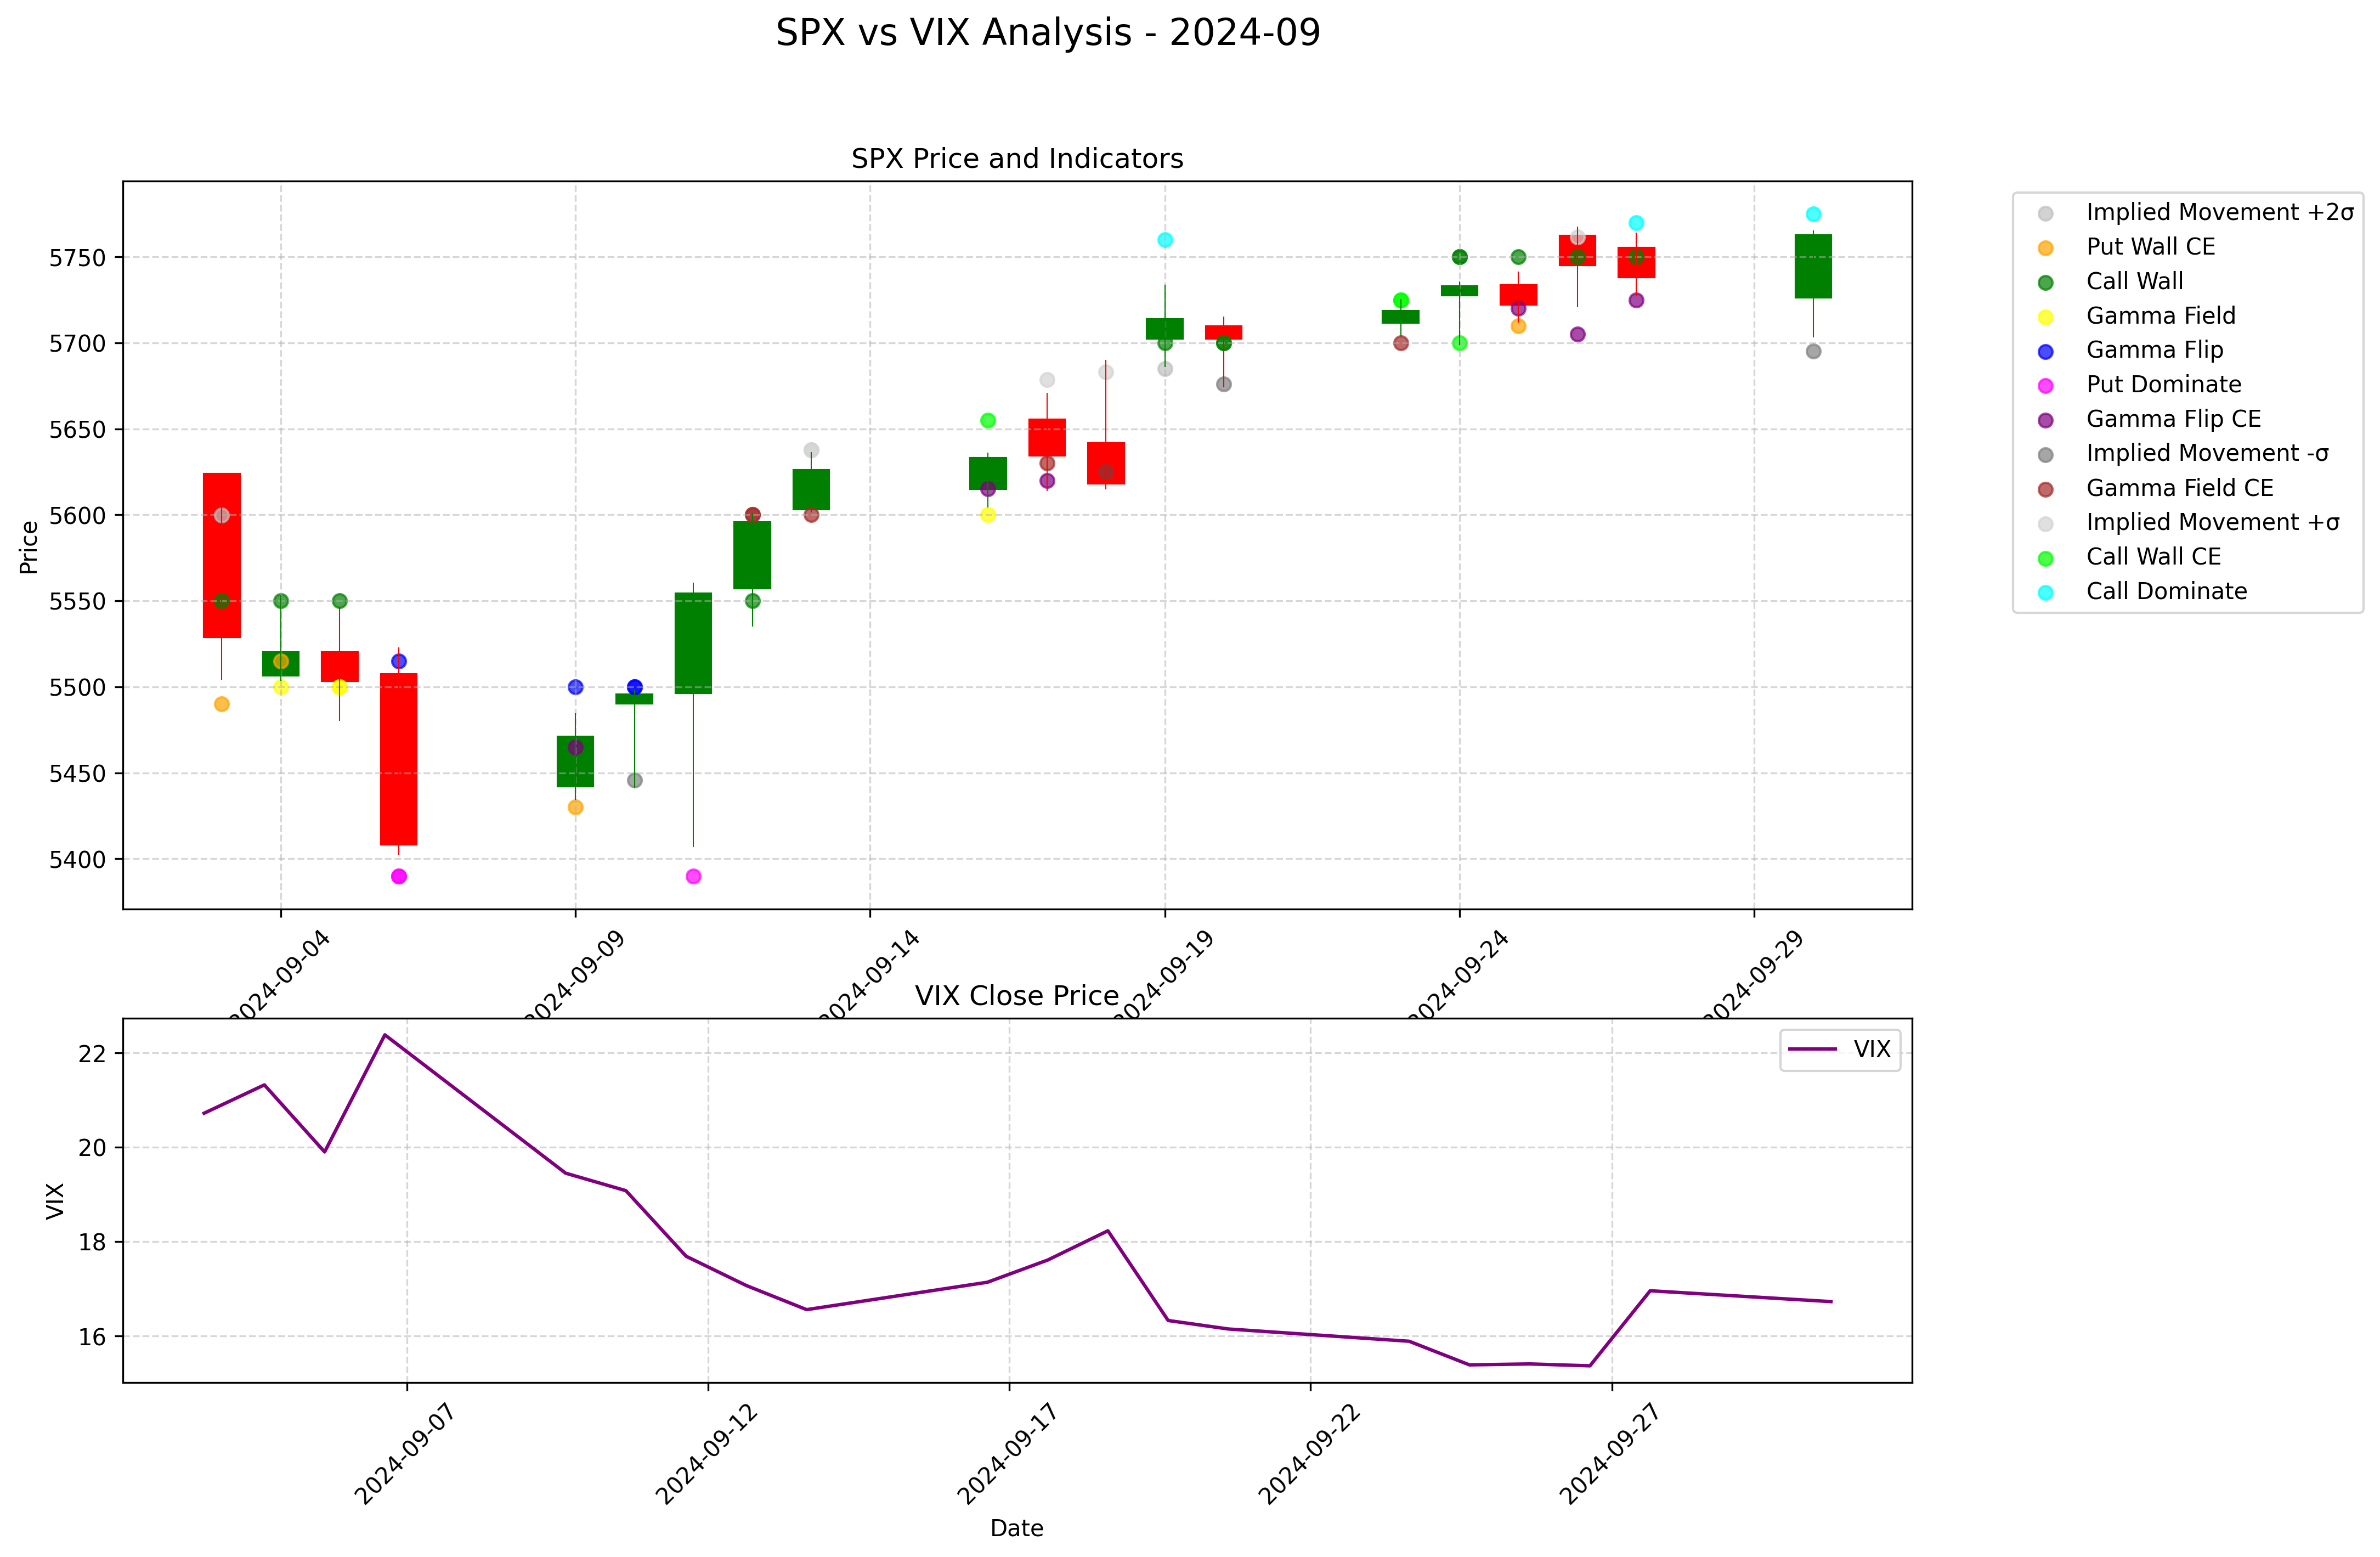 SPX vs VIX Analysis - 2024-09
SPX Price and Indicators
Price
5750
5700
5650
5600
5550
5500
5450
5400
2024-09-04
2024-09-09
2024-09-14
2024-09-19
2024-09-24
2024-09-29
Implied Movement +2σ
Put Wall CE
Call Wall
Gamma Field
Gamma Flip
Put Dominate
Gamma Flip CE
Implied Movement -σ
Gamma Field CE
Implied Movement +σ
Call Wall CE
Call Dominate
VIX Close Price
VIX
22
20
18
16
VIX
2024-09-07
2024-09-12
2024-09-17
2024-09-22
2024-09-27
Date